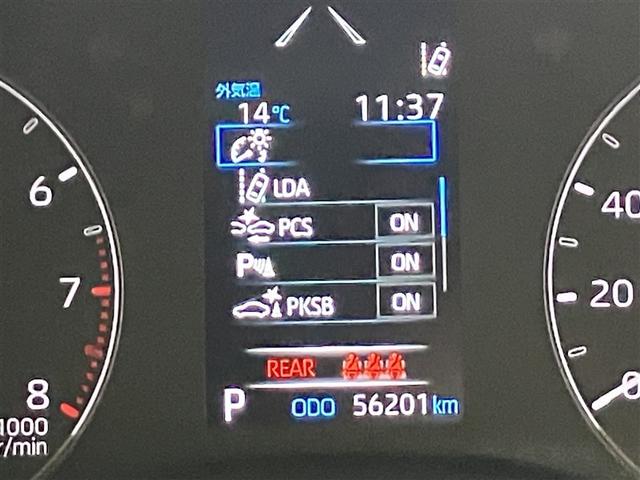 外気温
14℃ 11:37
LDA
PCS ON
P ON
PKSB ON
REAR
P ODO 56201km
6
7
8
1000
r/min
40
20
0